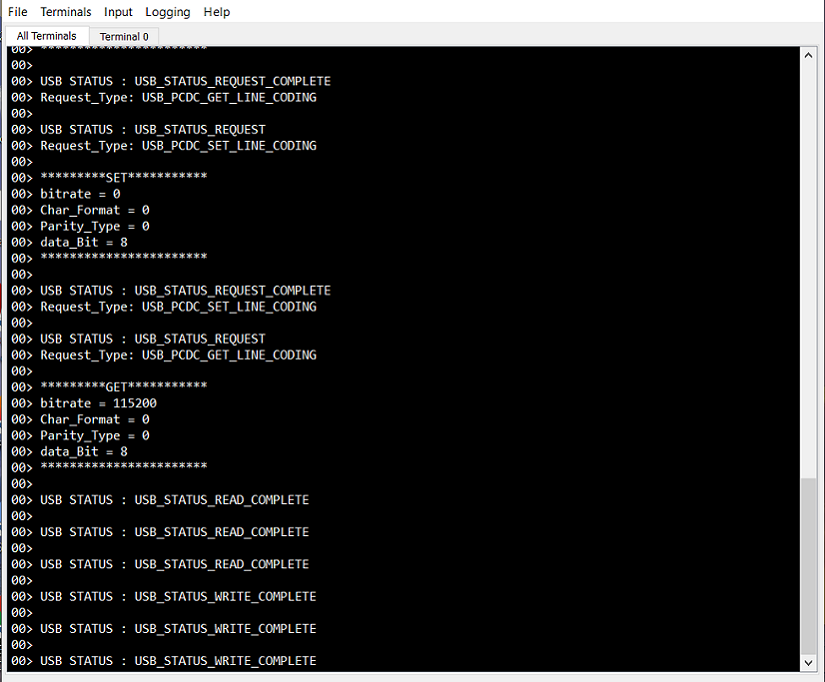 File Terminals Input Logging Help
All Terminals Terminal 0
00> ***********************
00>
00> USB STATUS : USB_STATUS_REQUEST_COMPLETE
00> Request_Type: USB_PCDC_GET_LINE_CODING
00>
00> USB STATUS : USB_STATUS_REQUEST
00> Request_Type: USB_PCDC_SET_LINE_CODING
00>
00> *********SET***********
00> bitrate = 0
00> Char_Format = 0
00> Parity_Type = 0
00> data_Bit = 8
00> ***********************
00>
00> USB STATUS : USB_STATUS_REQUEST_COMPLETE
00> Request_Type: USB_PCDC_SET_LINE_CODING
00>
00> USB STATUS : USB_STATUS_REQUEST
00> Request_Type: USB_PCDC_GET_LINE_CODING
00>
00> *********GET***********
00> bitrate = 115200
00> Char_Format = 0
00> Parity_Type = 0
00> data_Bit = 8
00> ***********************
00>
00> USB STATUS : USB_STATUS_READ_COMPLETE
00>
00> USB STATUS : USB_STATUS_READ_COMPLETE
00>
00> USB STATUS : USB_STATUS_READ_COMPLETE
00>
00> USB STATUS : USB_STATUS_WRITE_COMPLETE
00>
00> USB STATUS : USB_STATUS_WRITE_COMPLETE
00>
00> USB STATUS : USB_STATUS_WRITE_COMPLETE